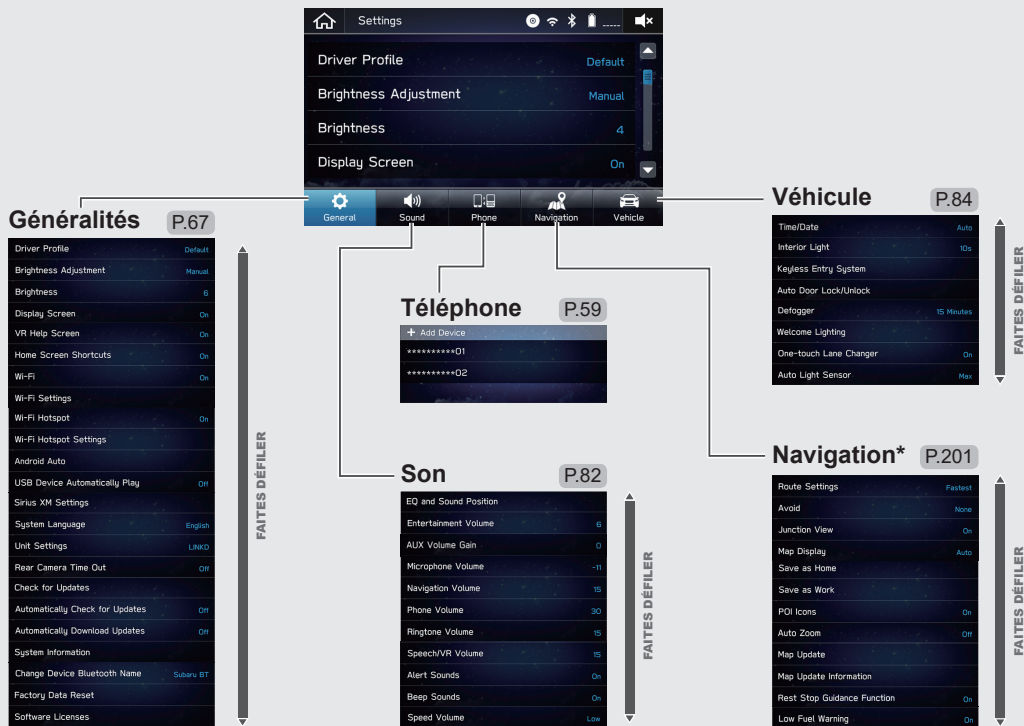 Settings
Driver Profile Default
Brightness Adjustment Manual
Brightness 4
Display Screen On
General Sound Phone Navigation Vehicle
Généralités P.67
Driver Profile Default
Brightness Adjustment Manual
Brightness 6
Display Screen On
VR Help Screen On
Home Screen Shortcuts On
Wi-Fi On
Wi-Fi Settings
Wi-Fi Hotspot On
Wi-Fi Hotspot Settings
Android Auto
USB Device Automatically Play Off
Sirius XM Settings
System Language English
Unit Settings LINKD
Rear Camera Time Out Off
Check for Updates
Automatically Check for Updates Off
Automatically Download Updates Off
System Information
Change Device Bluetooth Name Subaru BT
Factory Data Reset
Software Licenses
FAITES DÉFILER
Téléphone P.59
+ Add Device
**********01
**********02
Son P.82
EQ and Sound Position
Entertainment Volume 6
AUX Volume Gain 0
Microphone Volume -11
Navigation Volume 15
Phone Volume 30
Ringtone Volume 15
Speech/VR Volume 15
Alert Sounds On
Beep Sounds On
Speed Volume Low
FAITES DÉFILER
Véhicule P.84
Time/Date Auto
Interior Light 10s
Keyless Entry System
Auto Door Lock/Unlock
Defogger 15 Minutes
Welcome Lighting
One-touch Lane Changer On
Auto Light Sensor Max
FAITES DÉFILER
Navigation* P.201
Route Settings Fastest
Avoid None
Junction View On
Map Display Auto
Save as Home
Save as Work
POI Icons On
Auto Zoom Off
Map Update
Map Update Information
Rest Stop Guidance Function On
Low Fuel Warning On
FAITES DÉFILER